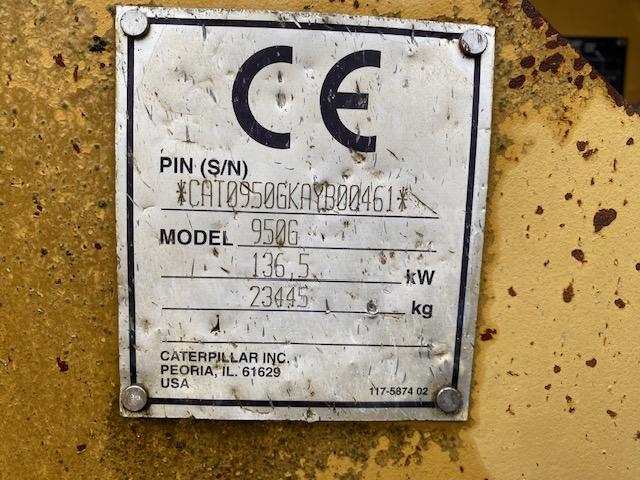 CE
PIN (S/N)
*CAT0950GKAYB00461*
MODEL 950G
136,5 kW
23445 kg
CATERPILLAR INC.
PEORIA, IL. 61629
USA
117-5874 02